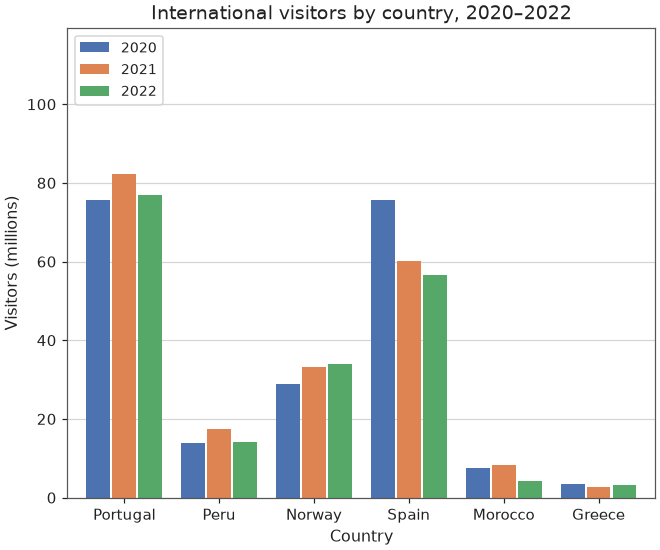 International visitors by country, 2020–2022
2020
2021
2022
Visitors (millions)
100
80
60
40
20
0
Portugal Peru Norway Spain Morocco Greece
Country